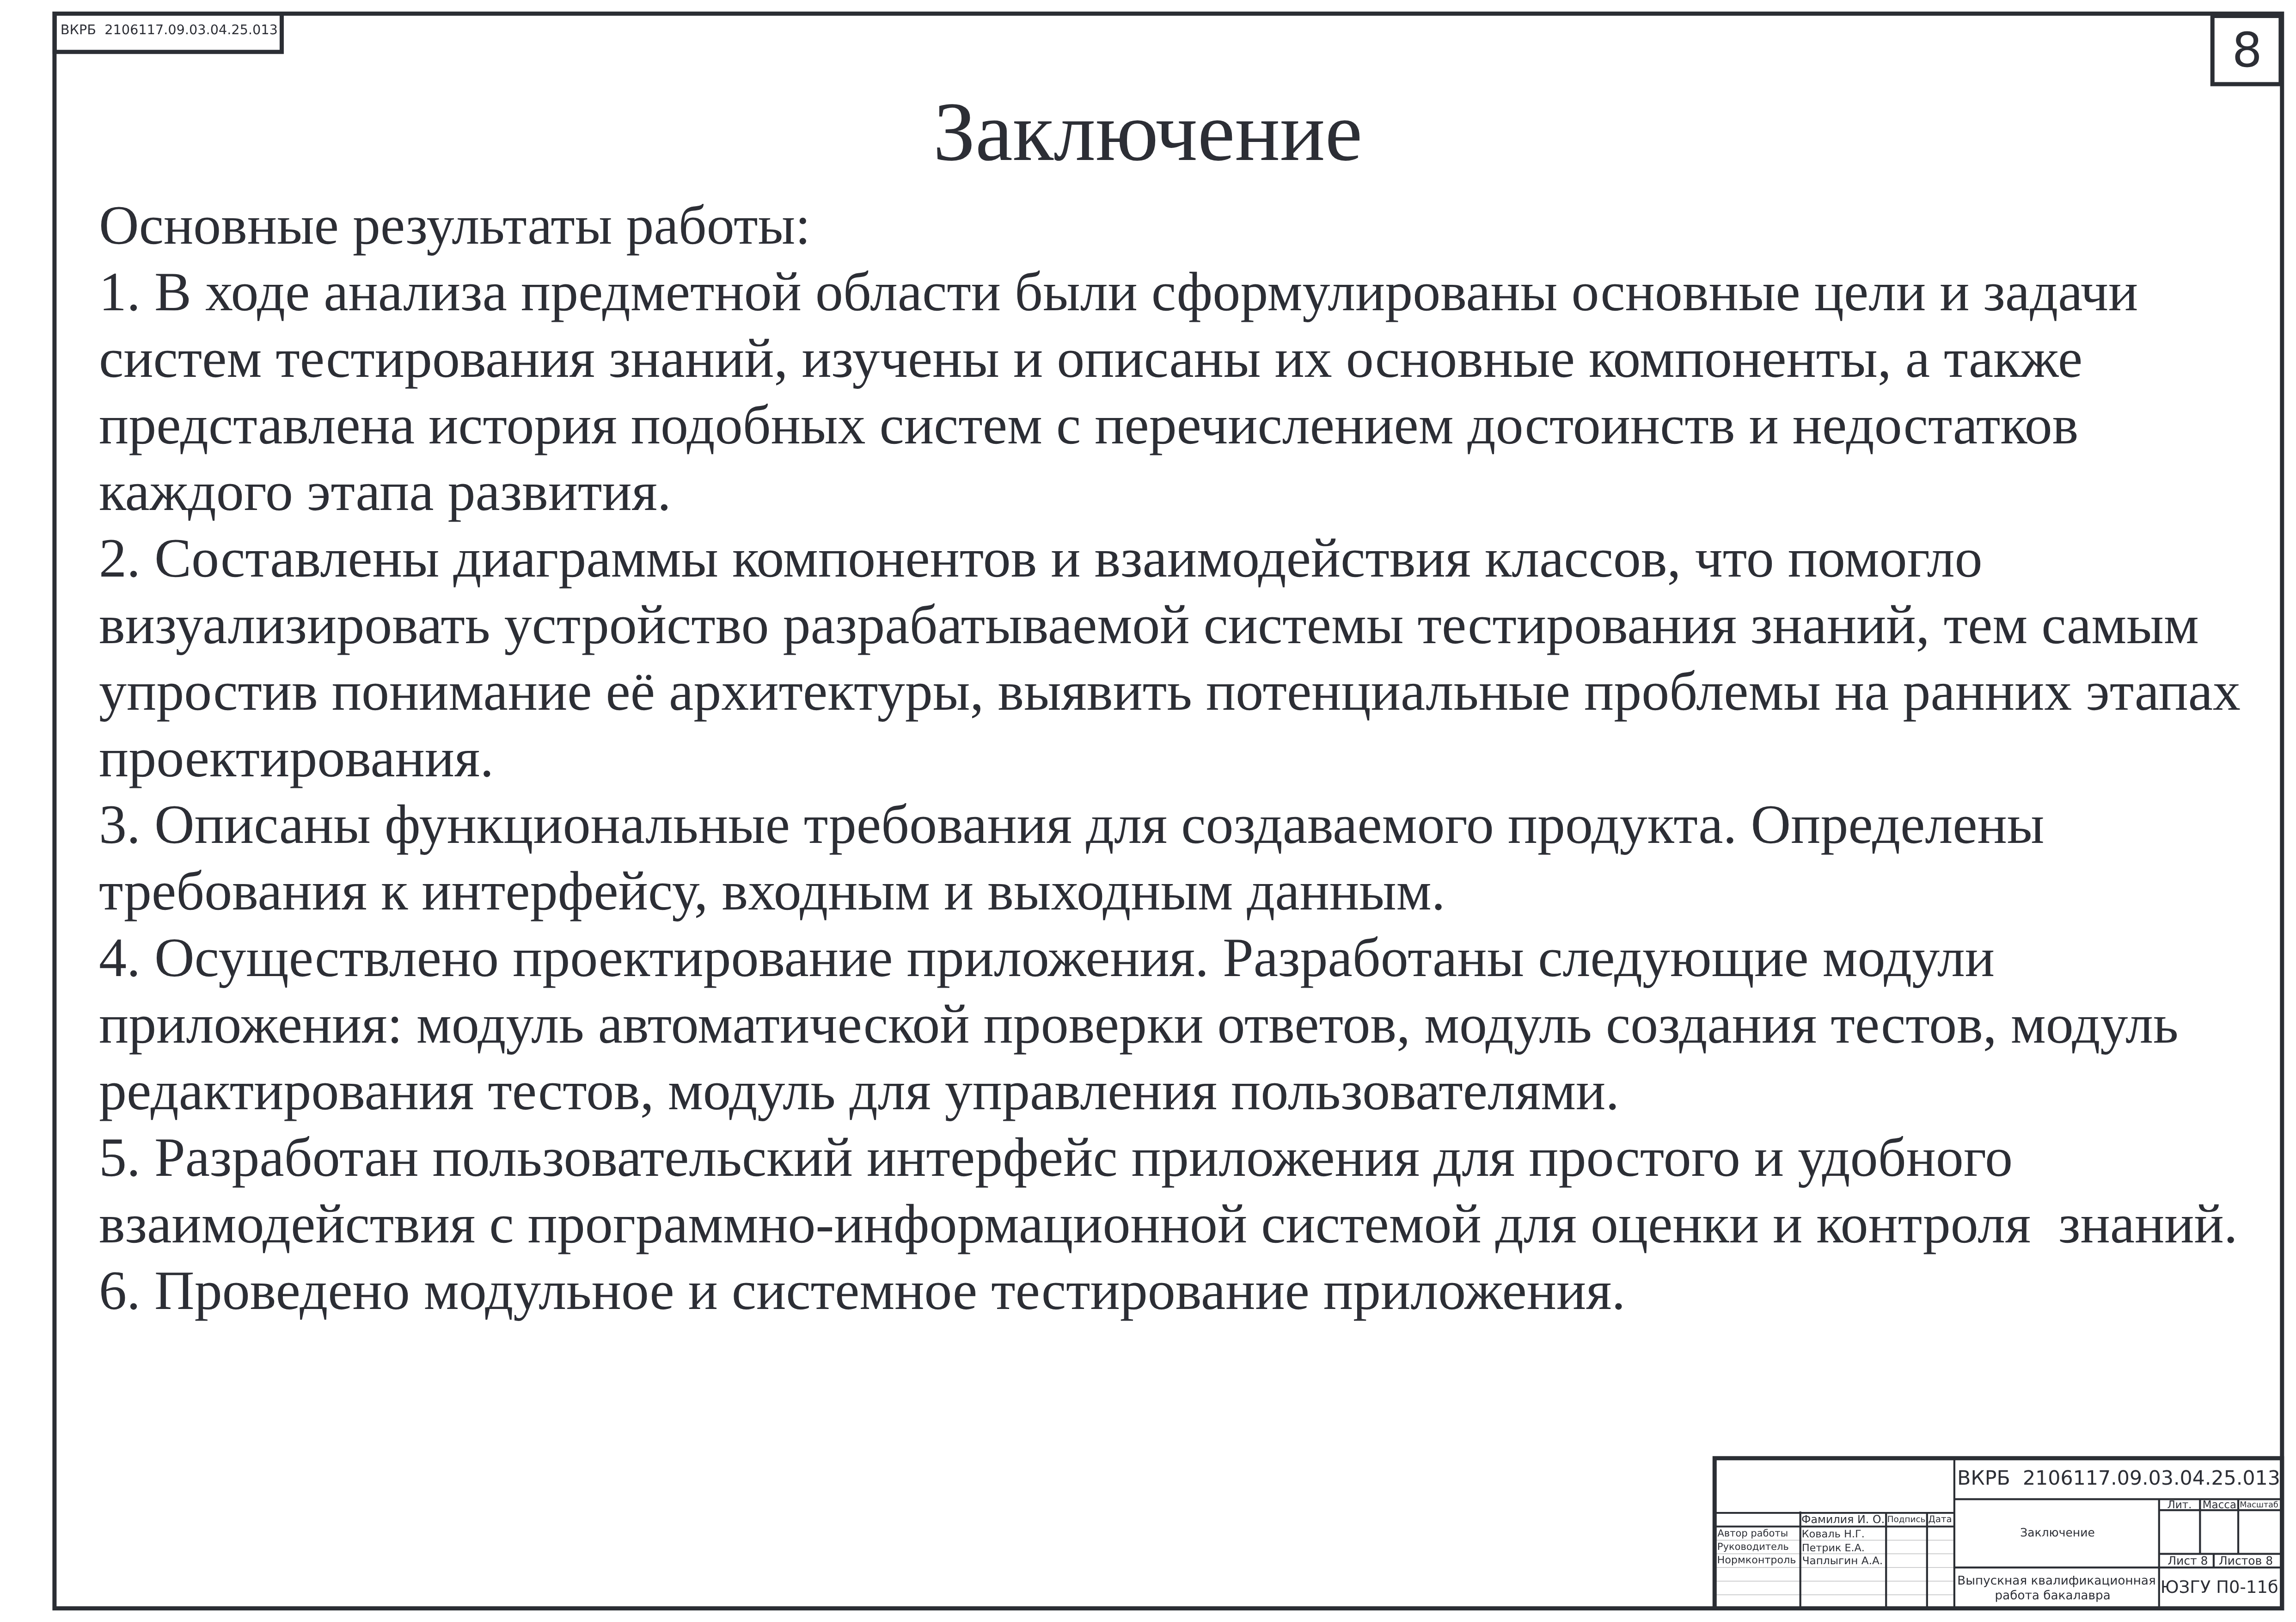 ВКРБ 2106117.09.03.04.25.013
8
Заключение
Основные результаты работы:
1. В ходе анализа предметной области были сформулированы основные цели и задачи
систем тестирования знаний, изучены и описаны их основные компоненты, а также
представлена история подобных систем с перечислением достоинств и недостатков
каждого этапа развития.
2. Составлены диаграммы компонентов и взаимодействия классов, что помогло
визуализировать устройство разрабатываемой системы тестирования знаний, тем самым
упростив понимание её архитектуры, выявить потенциальные проблемы на ранних этапах
проектирования.
3. Описаны функциональные требования для создаваемого продукта. Определены
требования к интерфейсу, входным и выходным данным.
4. Осуществлено проектирование приложения. Разработаны следующие модули
приложения: модуль автоматической проверки ответов, модуль создания тестов, модуль
редактирования тестов, модуль для управления пользователями.
5. Разработан пользовательский интерфейс приложения для простого и удобного
взаимодействия с программно-информационной системой для оценки и контроля  знаний.
6. Проведено модульное и системное тестирование приложения.
ВКРБ 2106117.09.03.04.25.013
Лит. Масса Масштаб
Фамилия И. О. Подпись Дата
Автор работы Коваль Н.Г.
Руководитель Петрик Е.А.
Нормконтроль Чаплыгин А.А.
Заключение
Лист 8 Листов 8
Выпускная квалификационная
работа бакалавра
ЮЗГУ П0-11б